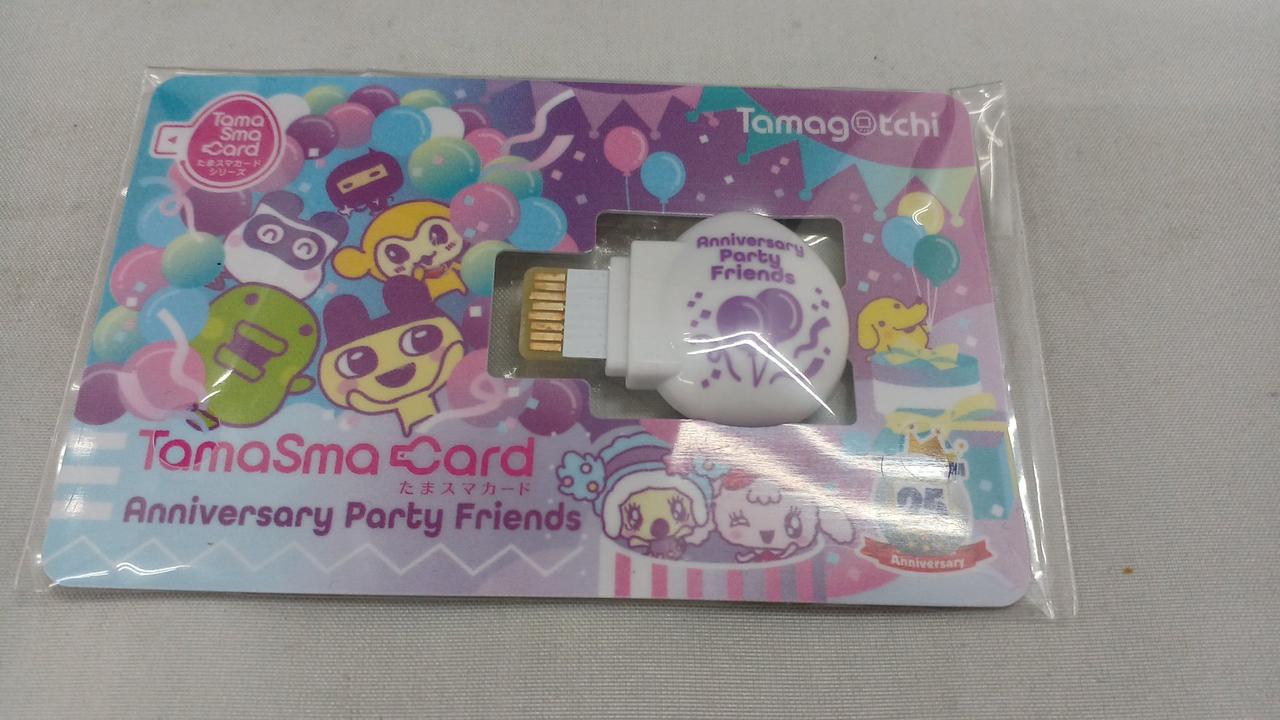 Tama
Sma
Card
たまスマカード
シリーズ
Tamagotchi
Anniversary
Party
Friends
TamaSma Card
たまスマカード
Anniversary Party Friends
25
Anniversary